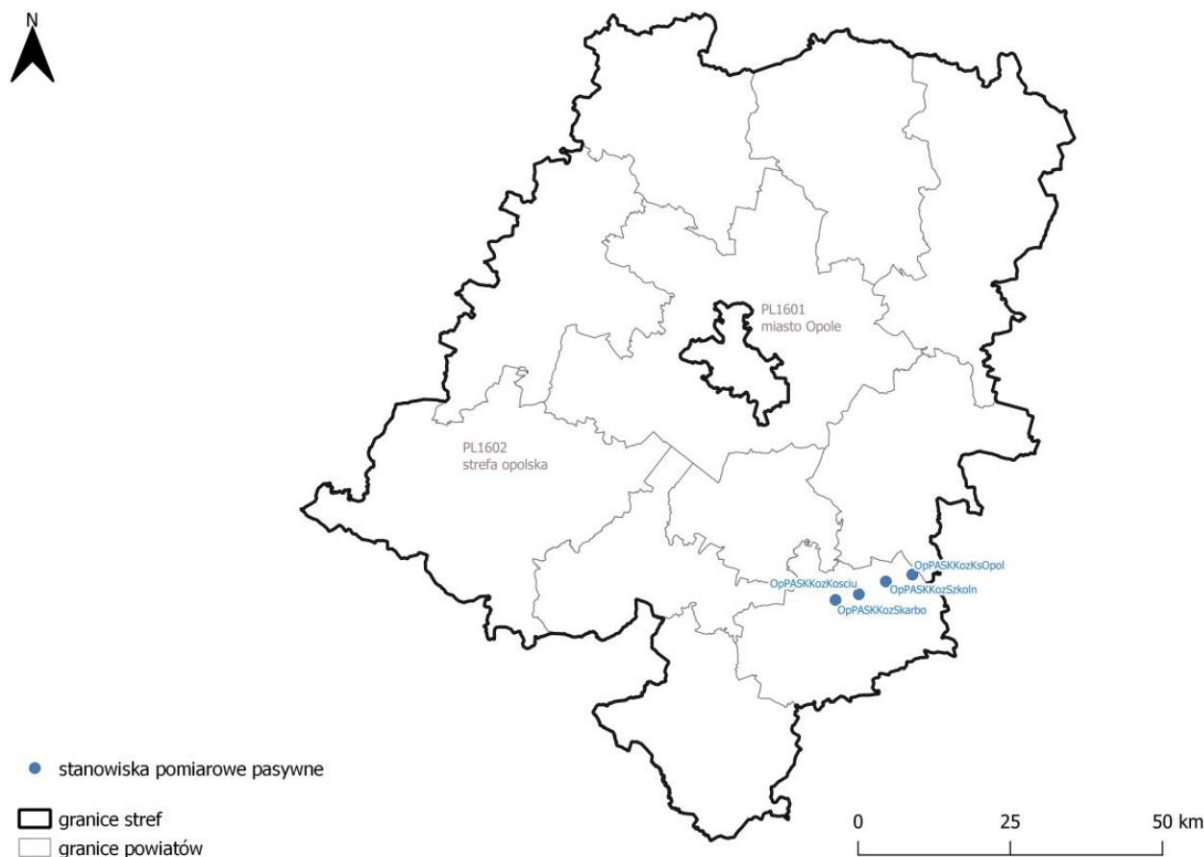 N
PL1601
miasto Opole
PL1602
strefa opolska
OpPASKKozKsOpol
OpPASKKozKosciu
OpPASKKozSzkoln
OpPASKKozSkarbo
stanowiska pomiarowe pasywne
granice stref
granice powiatów
0 25 50 km